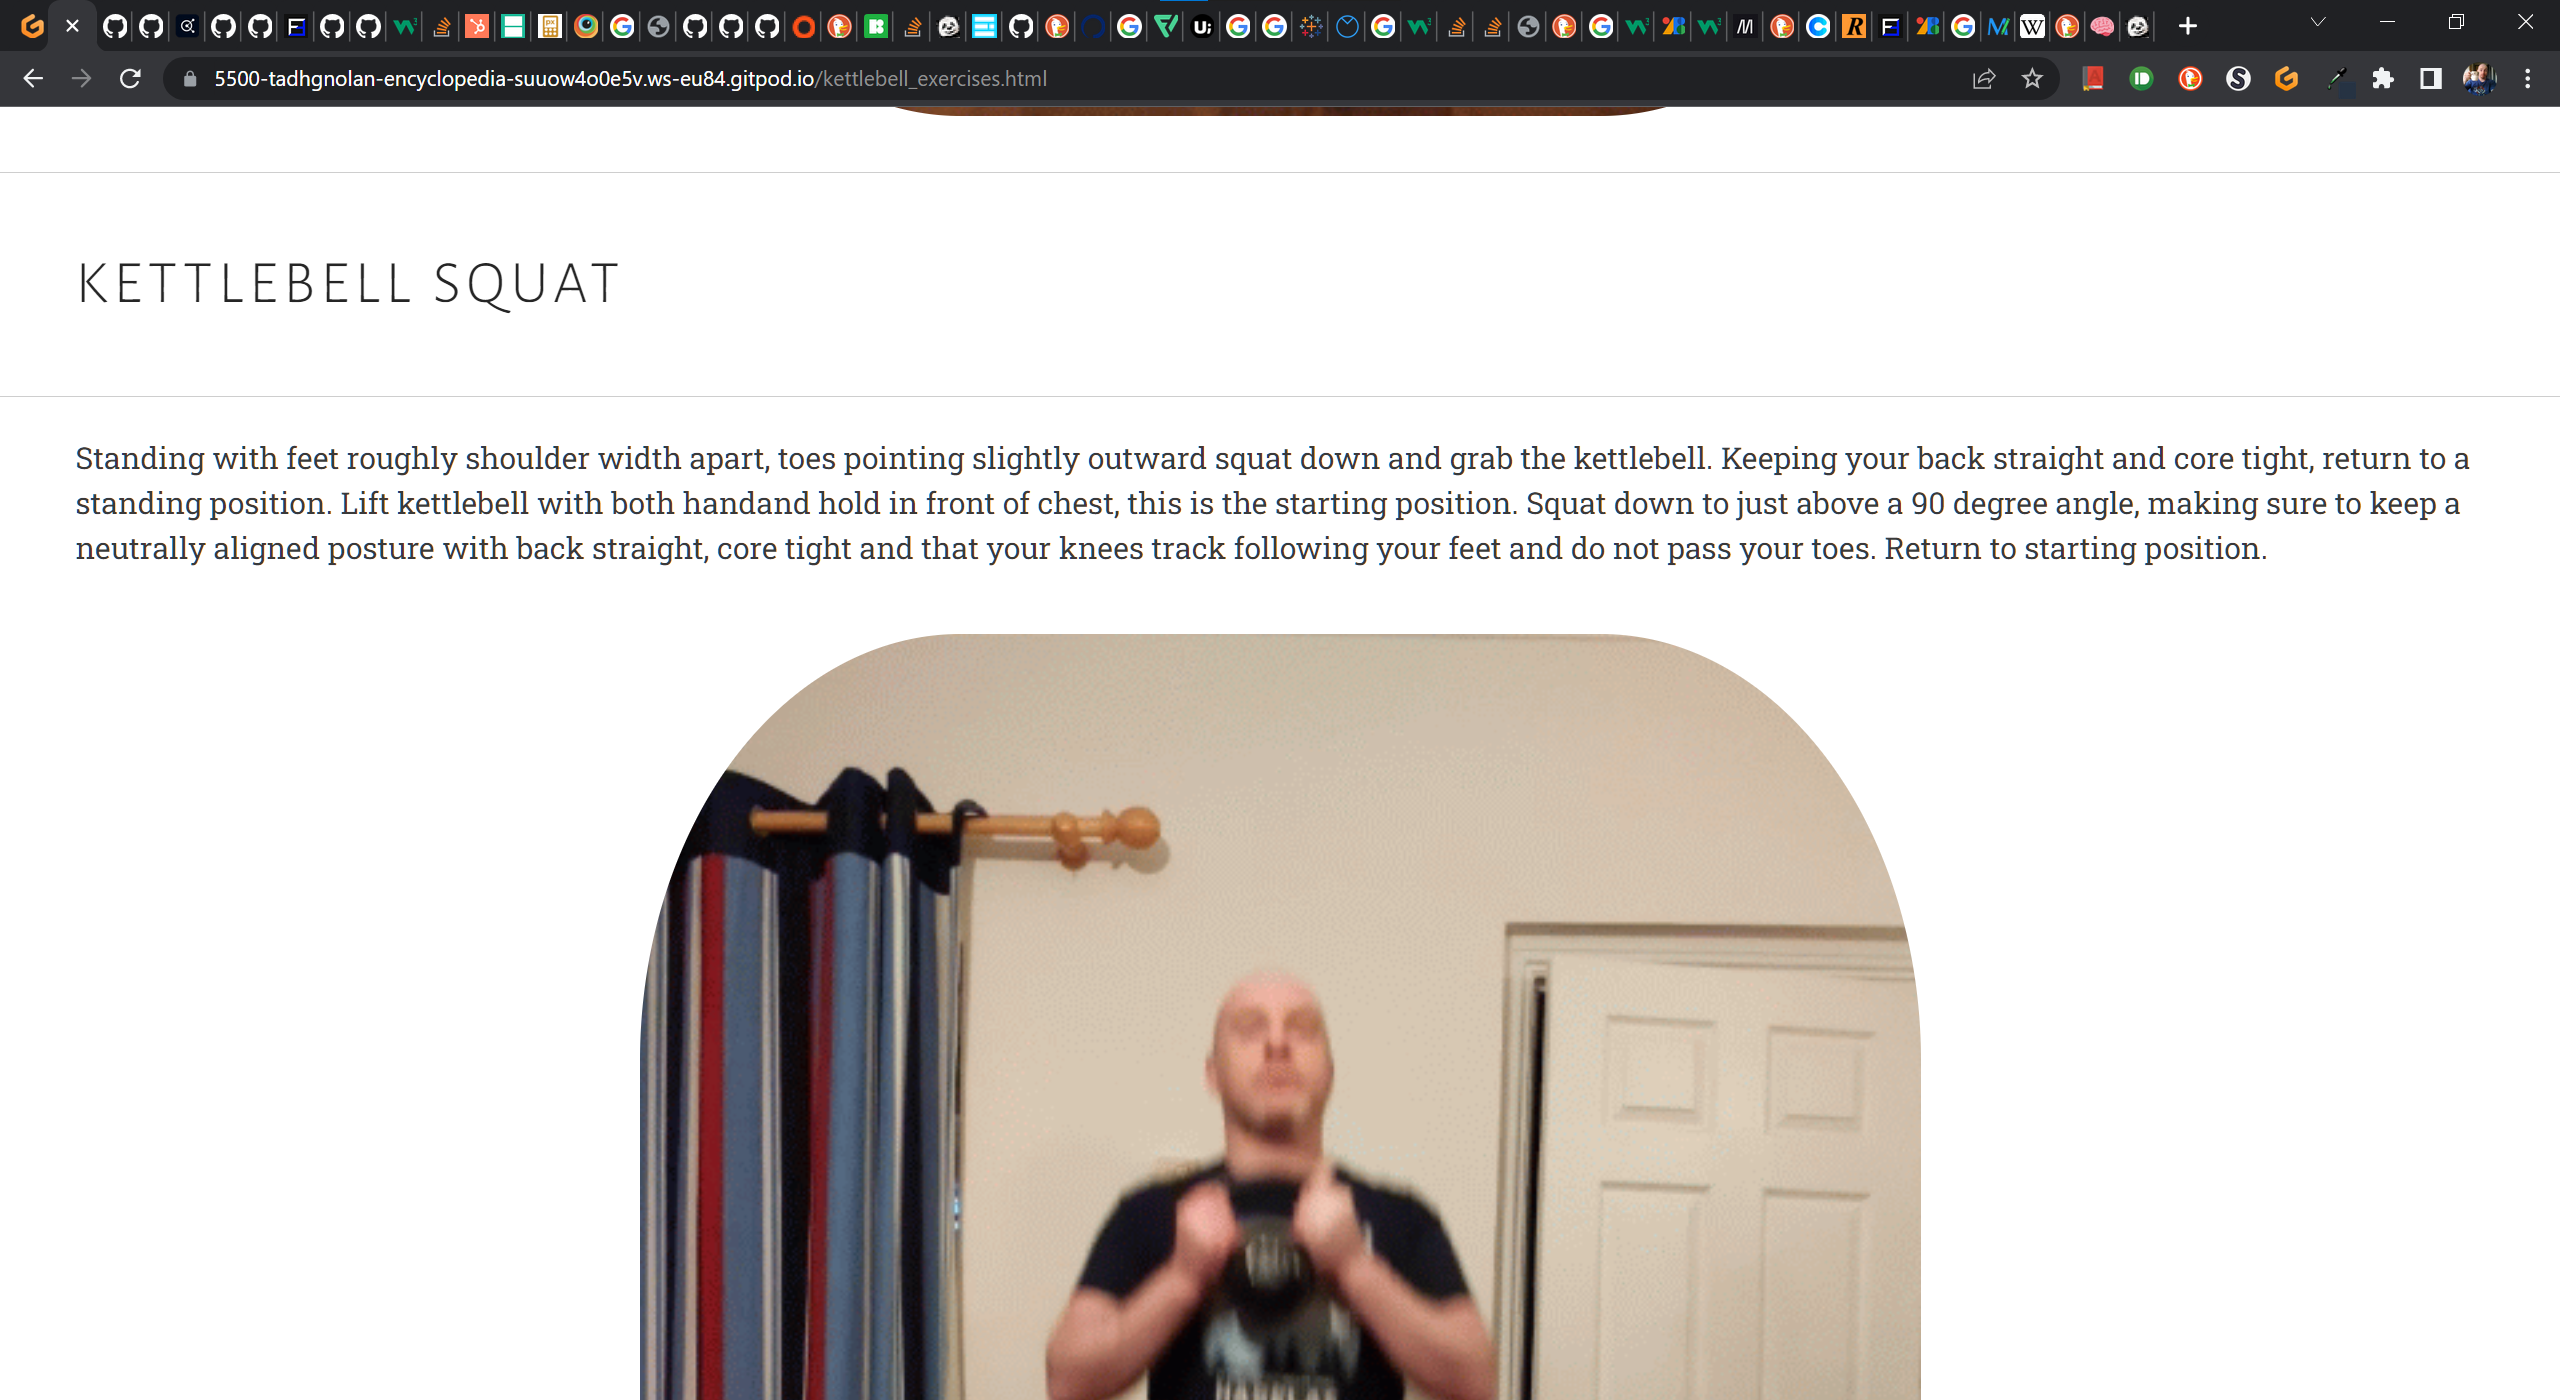 5500-tadhgnolan-encyclopedia-suuow4o0e5v.ws-eu84.gitpod.io/kettlebell_exercises.html
KETTLEBELL SQUAT
Standing with feet roughly shoulder width apart, toes pointing slightly outward squat down and grab the kettlebell. Keeping your back straight and core tight, return to a
standing position. Lift kettlebell with both handand hold in front of chest, this is the starting position. Squat down to just above a 90 degree angle, making sure to keep a
neutrally aligned posture with back straight, core tight and that your knees track following your feet and do not pass your toes. Return to starting position.